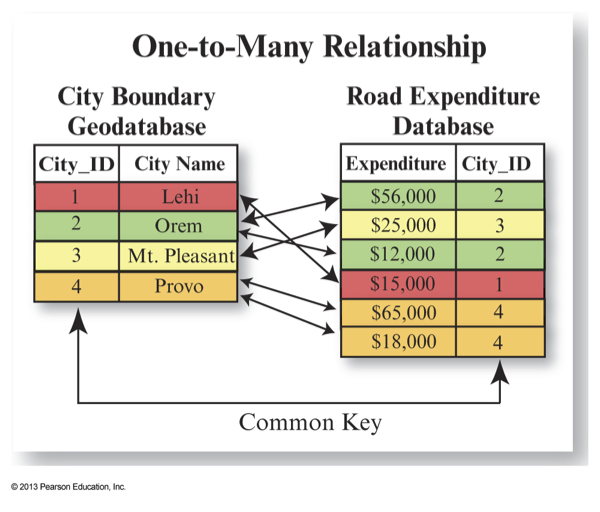 One-to-Many Relationship
City Boundary
Geodatabase
City_ID City Name
1 Lehi
2 Orem
3 Mt. Pleasant
4 Provo
Road Expenditure
Database
Expenditure City_ID
$56,000 2
$25,000 3
$12,000 2
$15,000 1
$65,000 4
$18,000 4
Common Key
© 2013 Pearson Education, Inc.